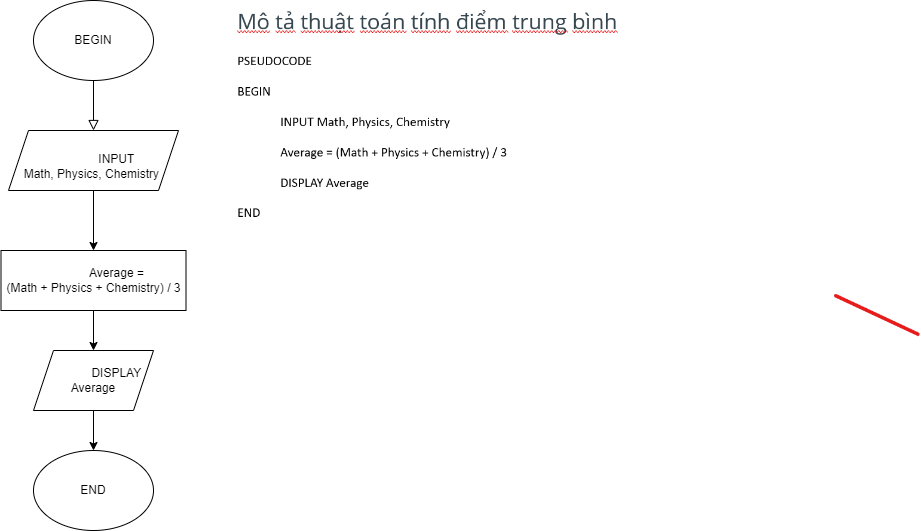 BEGIN
INPUT
Math, Physics, Chemistry
Average =
(Math + Physics + Chemistry) / 3
DISPLAY
Average
END
Mô tả thuật toán tính điểm trung bình
PSEUDOCODE
BEGIN
INPUT Math, Physics, Chemistry
Average = (Math + Physics + Chemistry) / 3
DISPLAY Average
END